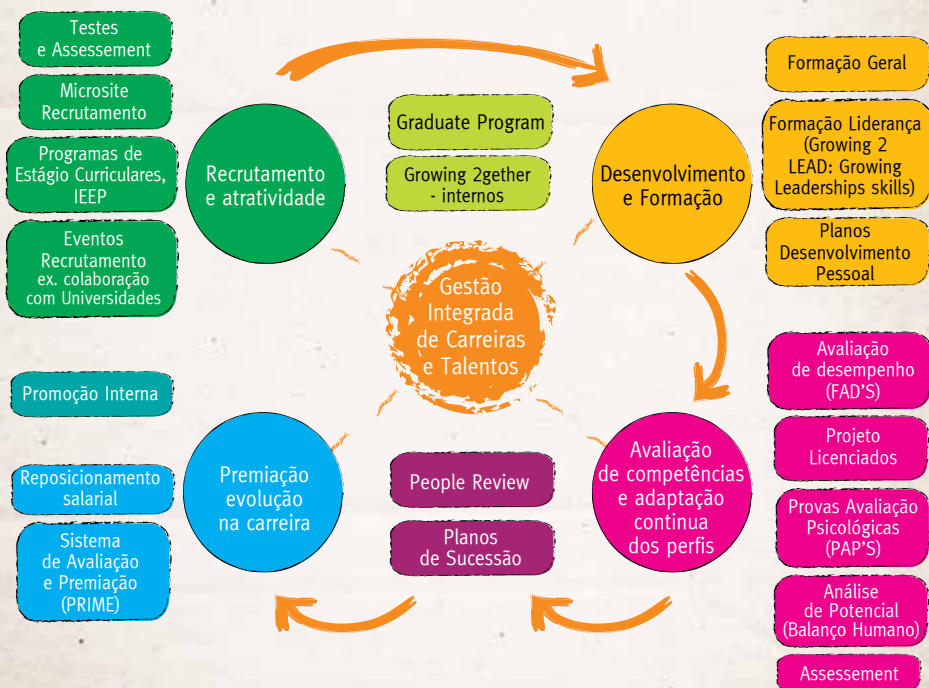 Testes
e Assessment
Microsite
Recrutamento
Programas de
Estágio Curriculares,
IEEP
Eventos
Recrutamento
ex. colaboração
com Universidades
Recrutamento
e atratividade
Graduate Program
Growing 2gether
- internos
Desenvolvimento
e Formação
Formação Geral
Formação Liderança
(Growing 2
LEAD: Growing
Leaderships skills)
Planos
Desenvolvimento
Pessoal
Gestão
Integrada
de Carreiras
e Talentos
Promoção Interna
Reposicionamento
salarial
Sistema
de Avaliação
e Premiação
(PRIME)
Premiação
evolução
na carreira
People Review
Planos
de Sucessão
Avaliação
de competências
e adaptação
continua
dos perfis
Avaliação
de desempenho
(FAD'S)
Projeto
Licenciados
Provas Avaliação
Psicológicas
(PAP'S)
Análise
de Potencial
(Balanço Humano)
Assessment